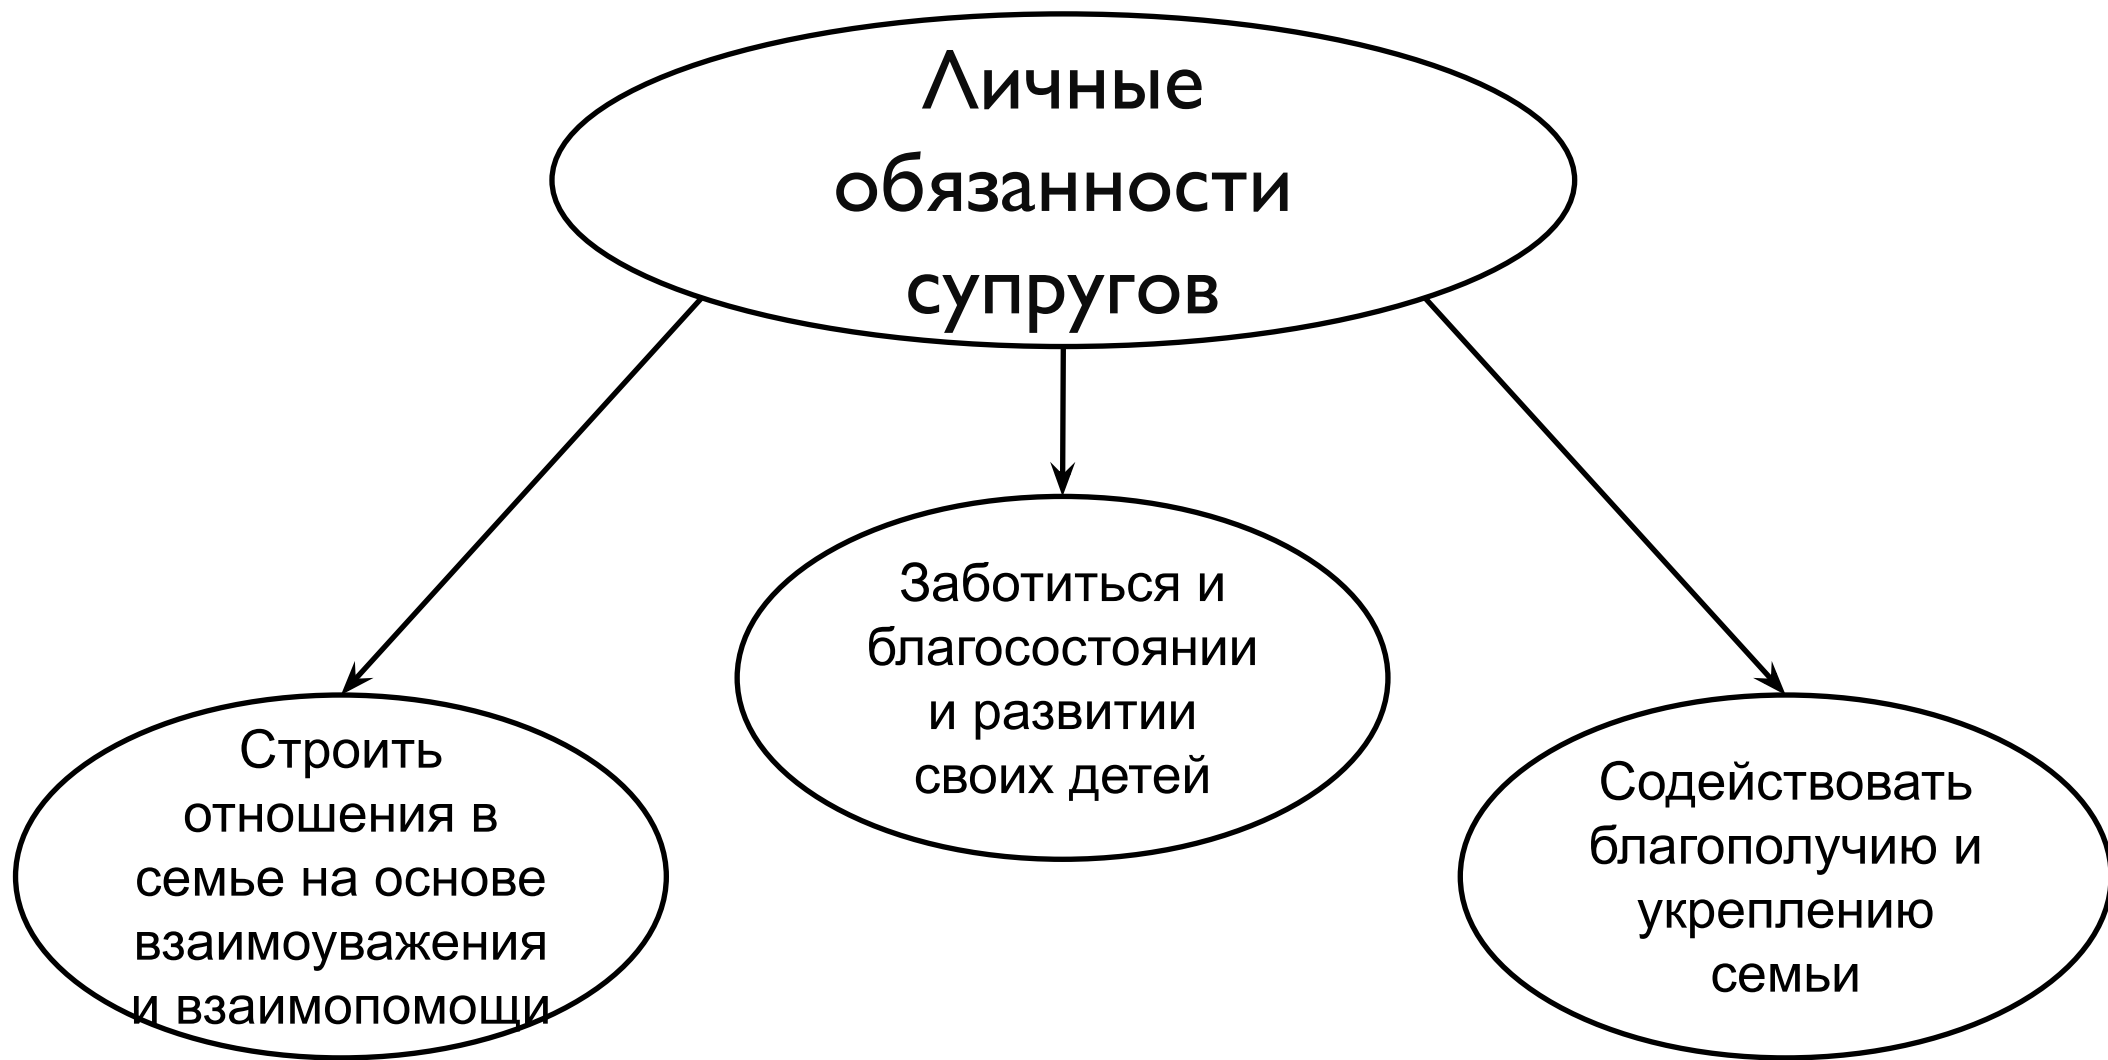 Личные
обязанности
супругов
Строить
отношения в
семье на основе
взаимоуважения
и взаимопомощи
Заботиться и
благосостоянии
и развитии
своих детей
Содействовать
благополучию и
укреплению
семьи